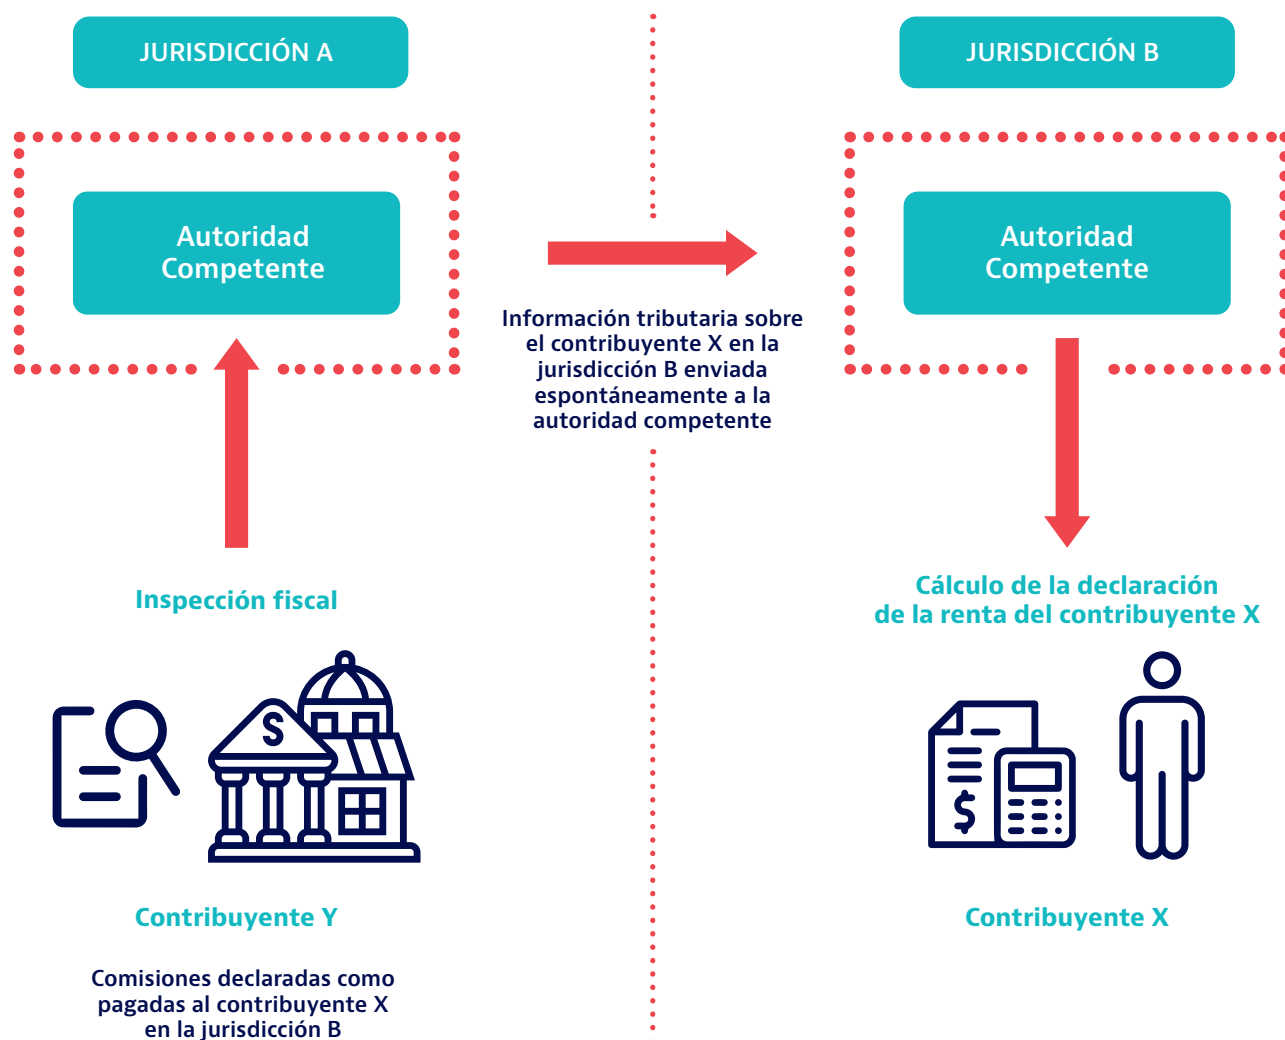 JURISDICCIÓN A
JURISDICCIÓN B
Autoridad
Competente
Autoridad
Competente
Información tributaria sobre
el contribuyente X en la
jurisdicción B enviada
espontáneamente a la
autoridad competente
Inspección fiscal
Cálculo de la declaración
de la renta del contribuyente X
S
$
Contribuyente Y
Contribuyente X
Comisiones declaradas como
pagadas al contribuyente X
en la jurisdicción B